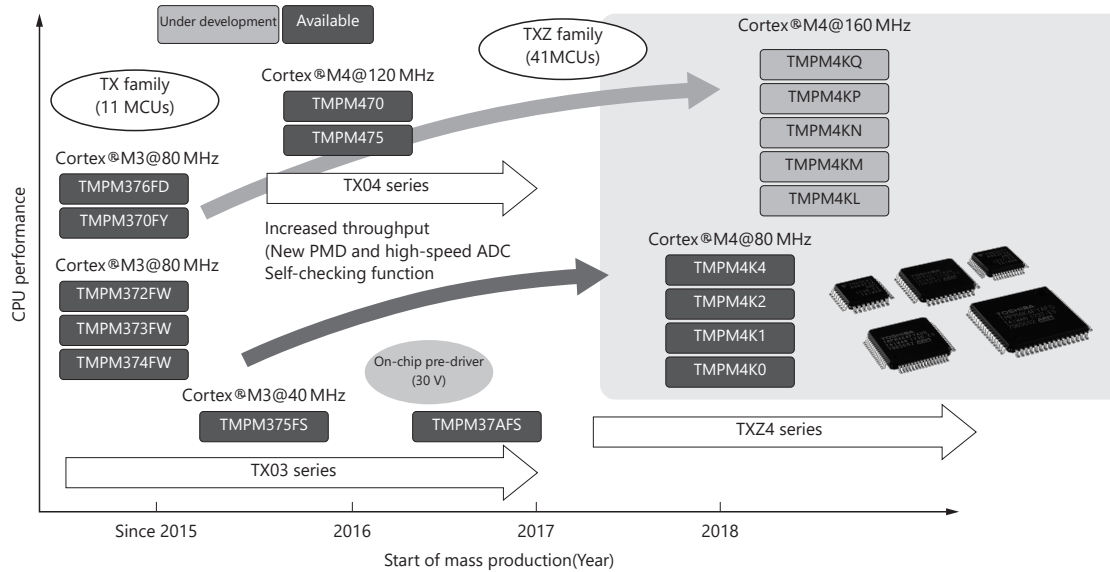 Under development
Available
TX family
(11 MCUs)
TXZ family
(41MCUs)
Cortex®M4@160 MHz
TMPM4KQ
TMPM4KP
TMPM4KN
TMPM4KM
TMPM4KL
Cortex®M4@120 MHz
TMPM470
TMPM475
Cortex®M3@80 MHz
TMPM376FD
TMPM370FY
TX04 series
Increased throughput
(New PMD and high-speed ADC
Self-checking function
Cortex®M4@80 MHz
TMPM4K4
TMPM4K2
TMPM4K1
TMPM4K0
Cortex®M3@80 MHz
TMPM372FW
TMPM373FW
TMPM374FW
On-chip pre-driver
(30 V)
Cortex®M3@40 MHz
TMPM375FS
TMPM37AFS
TXZ4 series
TX03 series
CPU performance
Since 2015
2016
2017
2018
Start of mass production(Year)
TOSHIBA